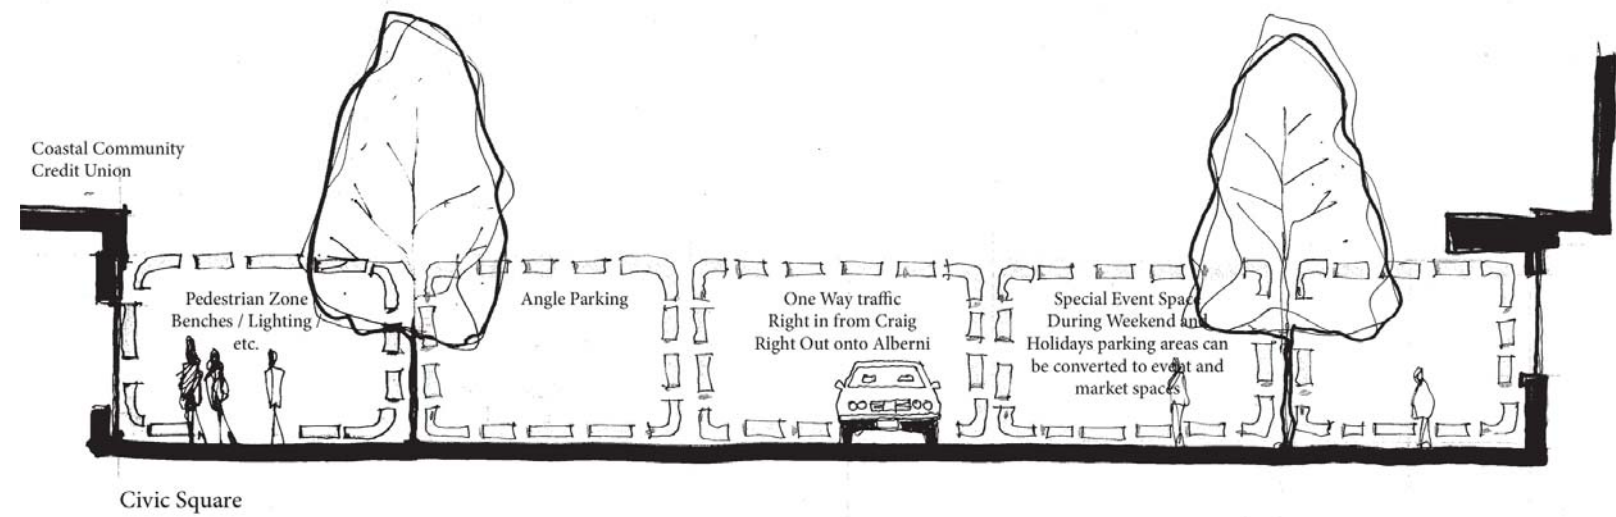 Coastal Community
Credit Union
Pedestrian Zone
Benches / Lighting /
etc.
Angle Parking
One Way traffic
Right in from Craig
Right Out onto Alberni
Special Event Space
During Weekend and
Holidays parking areas can
be converted to event and
market spaces
Civic Square